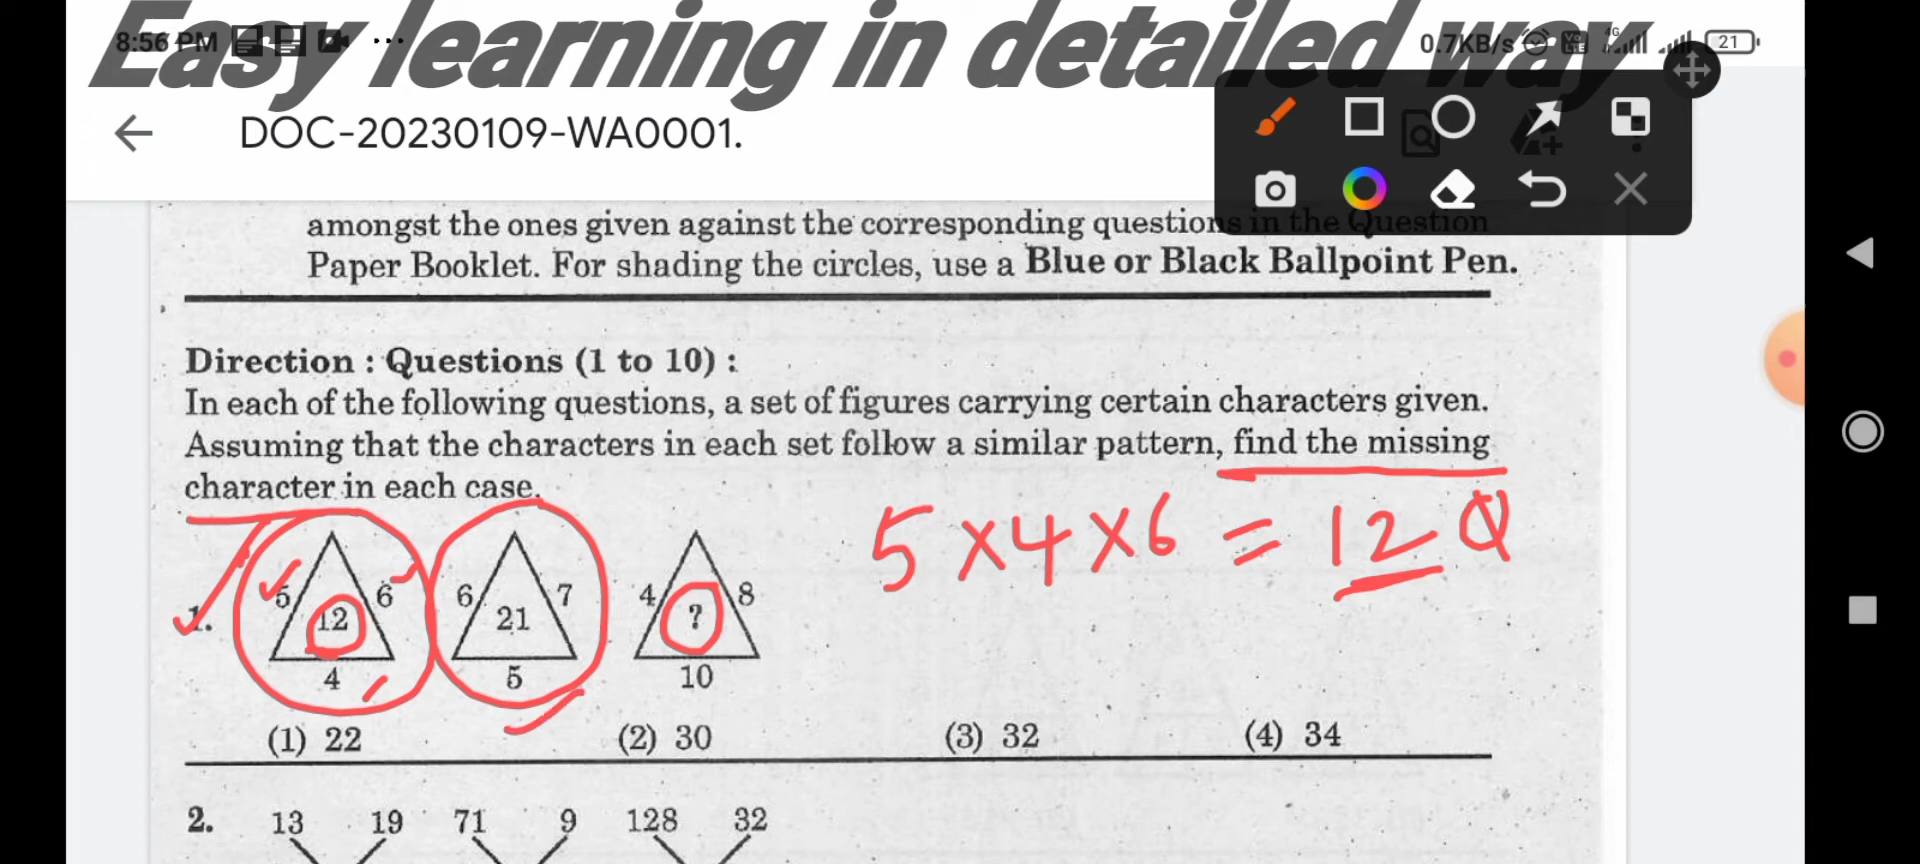 Easy learning in detailed way
8:56 PM ... 0.7KB/s 4G 21
DOC-20230109-WA0001.
amongst the ones given against the corresponding questions in the Question
Paper Booklet. For shading the circles, use a Blue or Black Ballpoint Pen.
Direction : Questions (1 to 10) :
In each of the following questions, a set of figures carrying certain characters given.
Assuming that the characters in each set follow a similar pattern, find the missing
character in each case.
5 × 4 × 6 = 120
1. 5 12 6 6 21 7 4 ? 8
4 5 10
(1) 22 (2) 30 (3) 32 (4) 34
2. 13 19 71 9 128 32